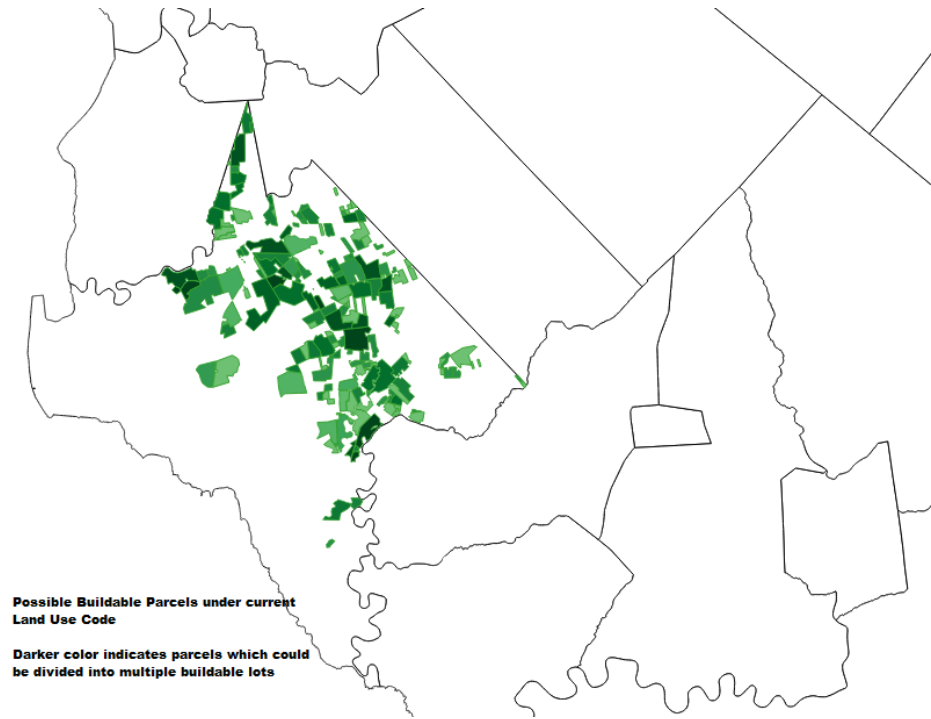 Possible Buildable Parcels under current
Land Use Code
Darker color indicates parcels which could
be divided into multiple buildable lots